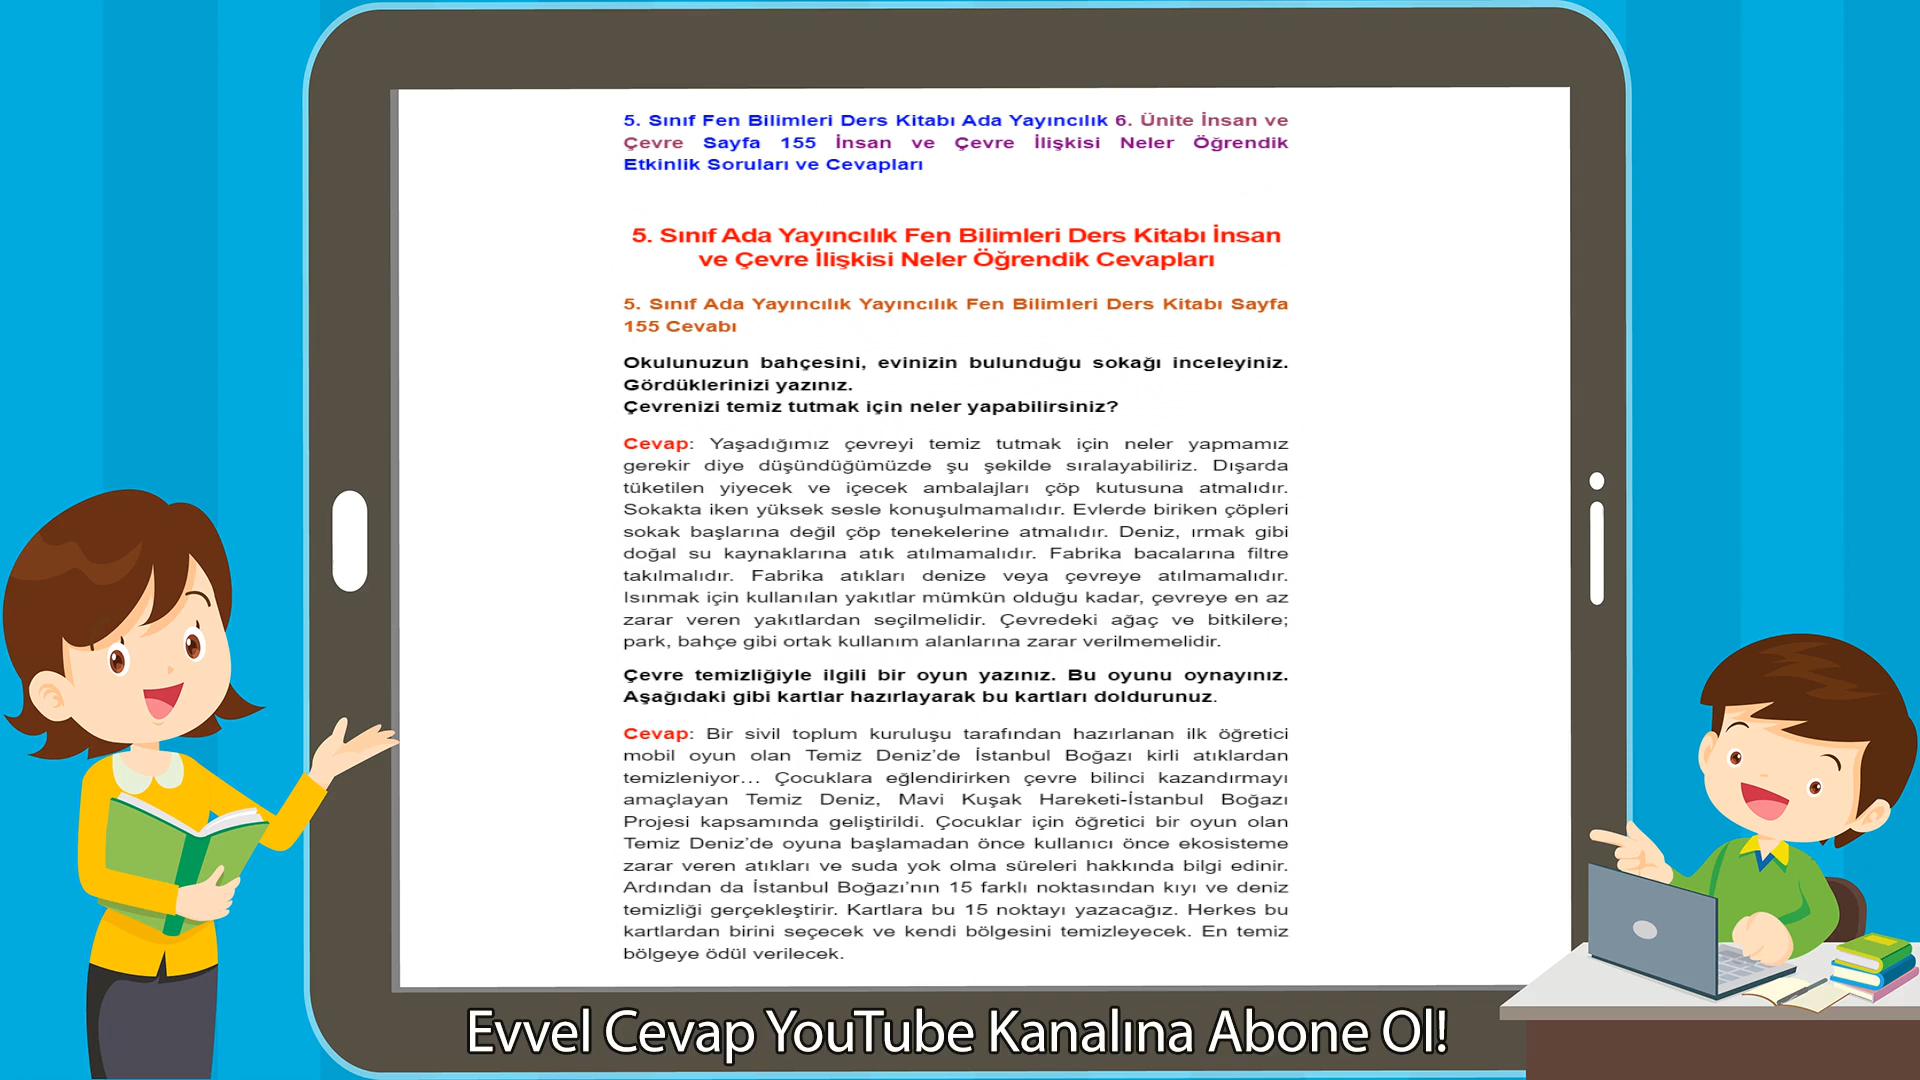 5. Sınıf Fen Bilimleri Ders Kitabı Ada Yayıncılık 6. Ünite İnsan ve
Çevre Sayfa 155 İnsan ve Çevre İlişkisi Neler Öğrendik
Etkinlik Soruları ve Cevapları
5. Sınıf Ada Yayıncılık Fen Bilimleri Ders Kitabı İnsan
ve Çevre İlişkisi Neler Öğrendik Cevapları
5. Sınıf Ada Yayıncılık Yayıncılık Fen Bilimleri Ders Kitabı Sayfa
155 Cevabı
Okulunuzun bahçesini, evinizin bulunduğu sokağı inceleyiniz.
Gördüklerinizi yazınız.
Çevrenizi temiz tutmak için neler yapabilirsiniz?
Cevap: Yaşadığımız çevreyi temiz tutmak için neler yapmamız
gerekir diye düşündüğümüzde şu şekilde sıralayabiliriz. Dışarda
tüketilen yiyecek ve içecek ambalajları çöp kutusuna atmalıdır.
Sokakta iken yüksek sesle konuşulmamalıdır. Evlerde biriken çöpleri
sokak başlarına değil çöp tenekelerine atmalıdır. Deniz, ırmak gibi
doğal su kaynaklarına atık atılmamalıdır. Fabrika bacalarına filtre
takılmalıdır. Fabrika atıkları denize veya çevreye atılmamalıdır.
Isınmak için kullanılan yakıtlar mümkün olduğu kadar, çevreye en az
zarar veren yakıtlardan seçilmelidir. Çevredeki ağaç ve bitkilere;
park, bahçe gibi ortak kullanım alanlarına zarar verilmemelidir.
Çevre temizliğiyle ilgili bir oyun yazınız. Bu oyunu oynayınız.
Aşağıdaki gibi kartlar hazırlayarak bu kartları doldurunuz.
Cevap: Bir sivil toplum kuruluşu tarafından hazırlanan ilk öğretici
mobil oyun olan Temiz Deniz’de İstanbul Boğazı kirli atıklardan
temizleniyor… Çocuklara eğlendirirken çevre bilinci kazandırmayı
amaçlayan Temiz Deniz, Mavi Kuşak Hareketi-İstanbul Boğazı
Projesi kapsamında geliştirildi. Çocuklar için öğretici bir oyun olan
Temiz Deniz’de oyuna başlamadan önce kullanıcı önce ekosisteme
zarar veren atıkları ve suda yok olma süreleri hakkında bilgi edinir.
Ardından da İstanbul Boğazı’nın 15 farklı noktasından kıyı ve deniz
temizliği gerçekleştirir. Kartlara bu 15 noktayı yazacağız. Herkes bu
kartlardan birini seçecek ve kendi bölgesini temizleyecek. En temiz
bölgeye ödül verilecek.
Evvel Cevap YouTube Kanalına Abone Ol!